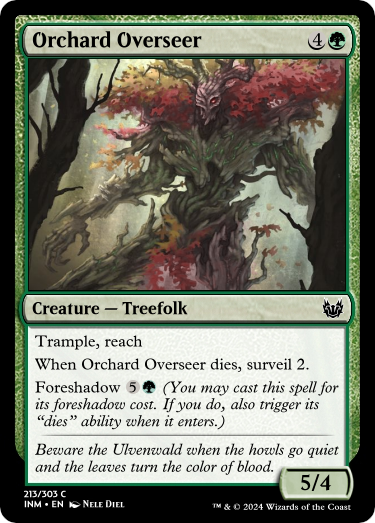 Orchard Overseer 4
Creature — Treefolk
Trample, reach
When Orchard Overseer dies, surveil 2.
Foreshadow 5 (You may cast this spell for
its foreshadow cost. If you do, also trigger its
“dies” ability when it enters.)
Beware the Ulvenwald when the howls go quiet
and the leaves turn the color of blood.
5/4
213/303 C
INM • EN NELE DIEL
™ & © 2024 Wizards of the Coast